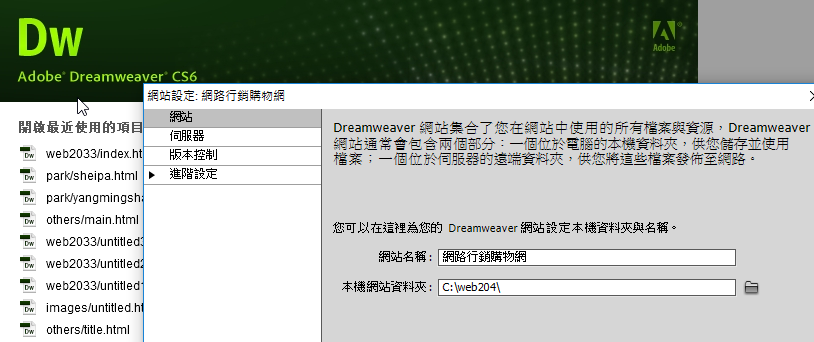 Dw
Adobe
Adobe® Dreamweaver® CS6
開啟最近使用的項目
web2033/index.ht
park/sheipa.html
park/yangmingsha
others/main.html
web2033/untitled3
web2033/untitled2
web2033/untitled1
images/untitled.ht
others/title.html
網站設定: 網路行銷購物網
網站
伺服器
版本控制
進階設定
Dreamweaver 網站集合了您在網站中使用的所有檔案與資源，Dreamweaver
網站通常會包含兩個部分：一個位於電腦的本機資料夾，供您儲存並使用
檔案；一個位於伺服器的遠端資料夾，供您將這些檔案發佈至網路。
您可以在這裡為您的 Dreamweaver 網站設定本機資料夾與名稱。
網站名稱: 網路行銷購物網
本機網站資料夾: C:\web204\